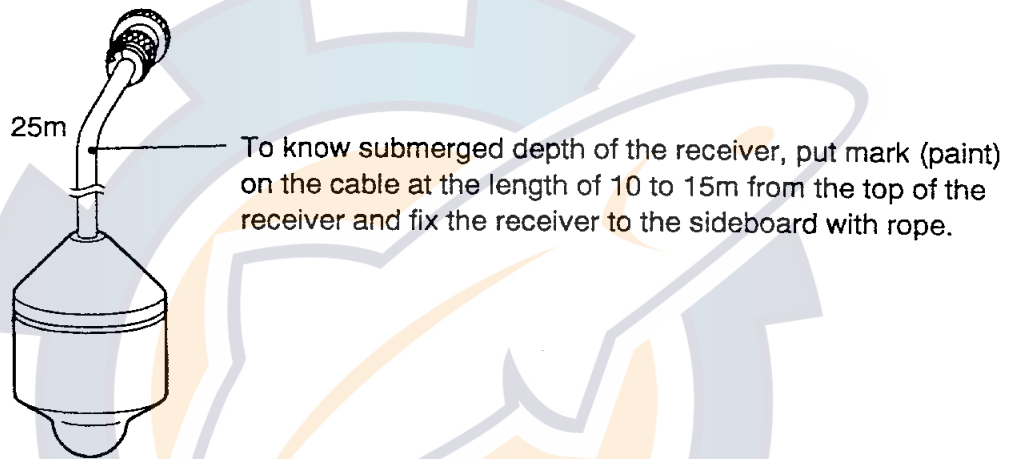 25m
To know submerged depth of the receiver, put mark (paint)
on the cable at the length of 10 to 15m from the top of the
receiver and fix the receiver to the sideboard with rope.